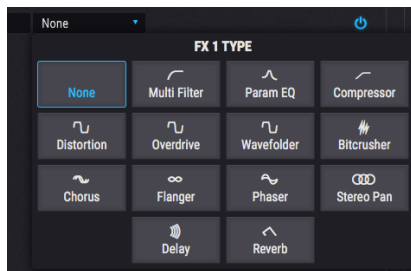 None
FX 1 TYPE
None
Multi Filter
Param EQ
Compressor
Distortion
Overdrive
Wavefolder
Bitcrusher
Chorus
Flanger
Phaser
Stereo Pan
Delay
Reverb